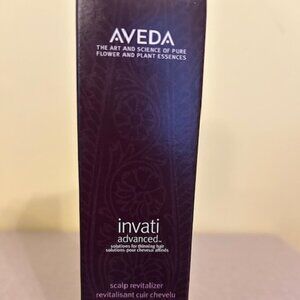 AVEDA
THE ART AND SCIENCE OF PURE
FLOWER AND PLANT ESSENCES
invati
advanced™
solutions for thinning hair
solutions pour cheveux affinés
scalp revitalizer
revitalisant cuir chevelu